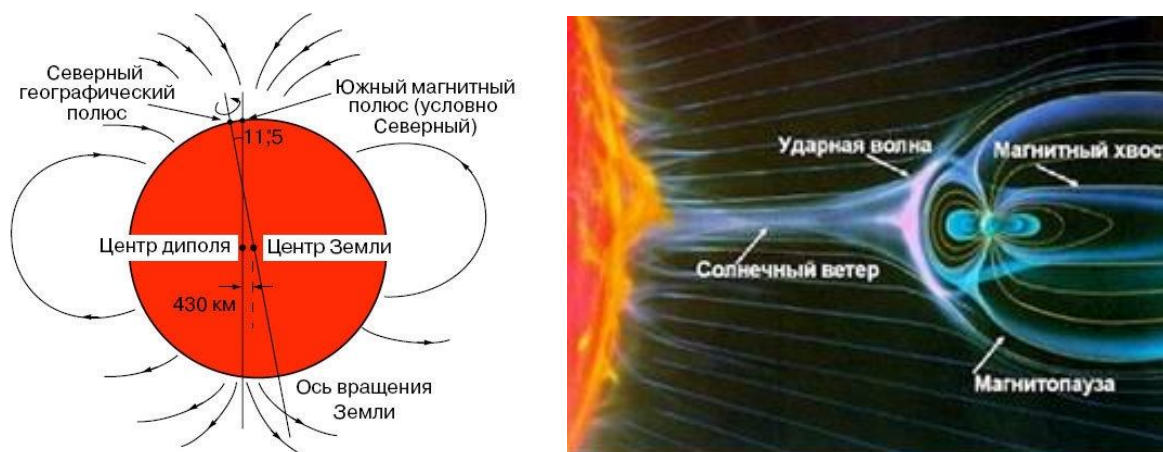 Северный
географический
полюс
Южный магнитный
полюс (условно
Северный)
11,°5
Центр диполя
Центр Земли
430 км
Ось вращения
Земли
Ударная волна
Магнитный хвост
Солнечный ветер
Магнитопауза